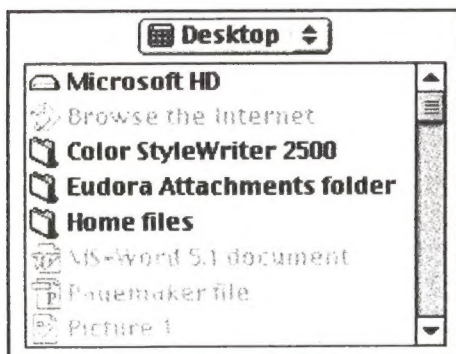 Desktop
Microsoft HD
Browse the Internet
Color StyleWriter 2500
Eudora Attachments folder
Home files
MS-Word 5.1 document
Pagemaker file
Picture 1